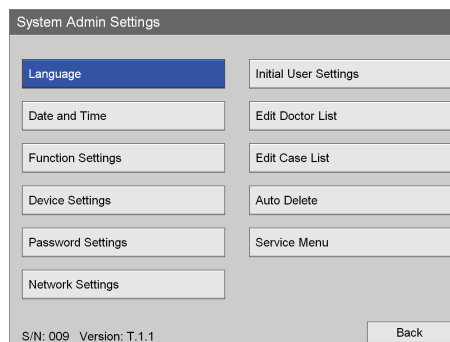 System Admin Settings
Language
Initial User Settings
Date and Time
Edit Doctor List
Function Settings
Edit Case List
Device Settings
Auto Delete
Password Settings
Service Menu
Network Settings
S/N: 009 Version: T.1.1
Back